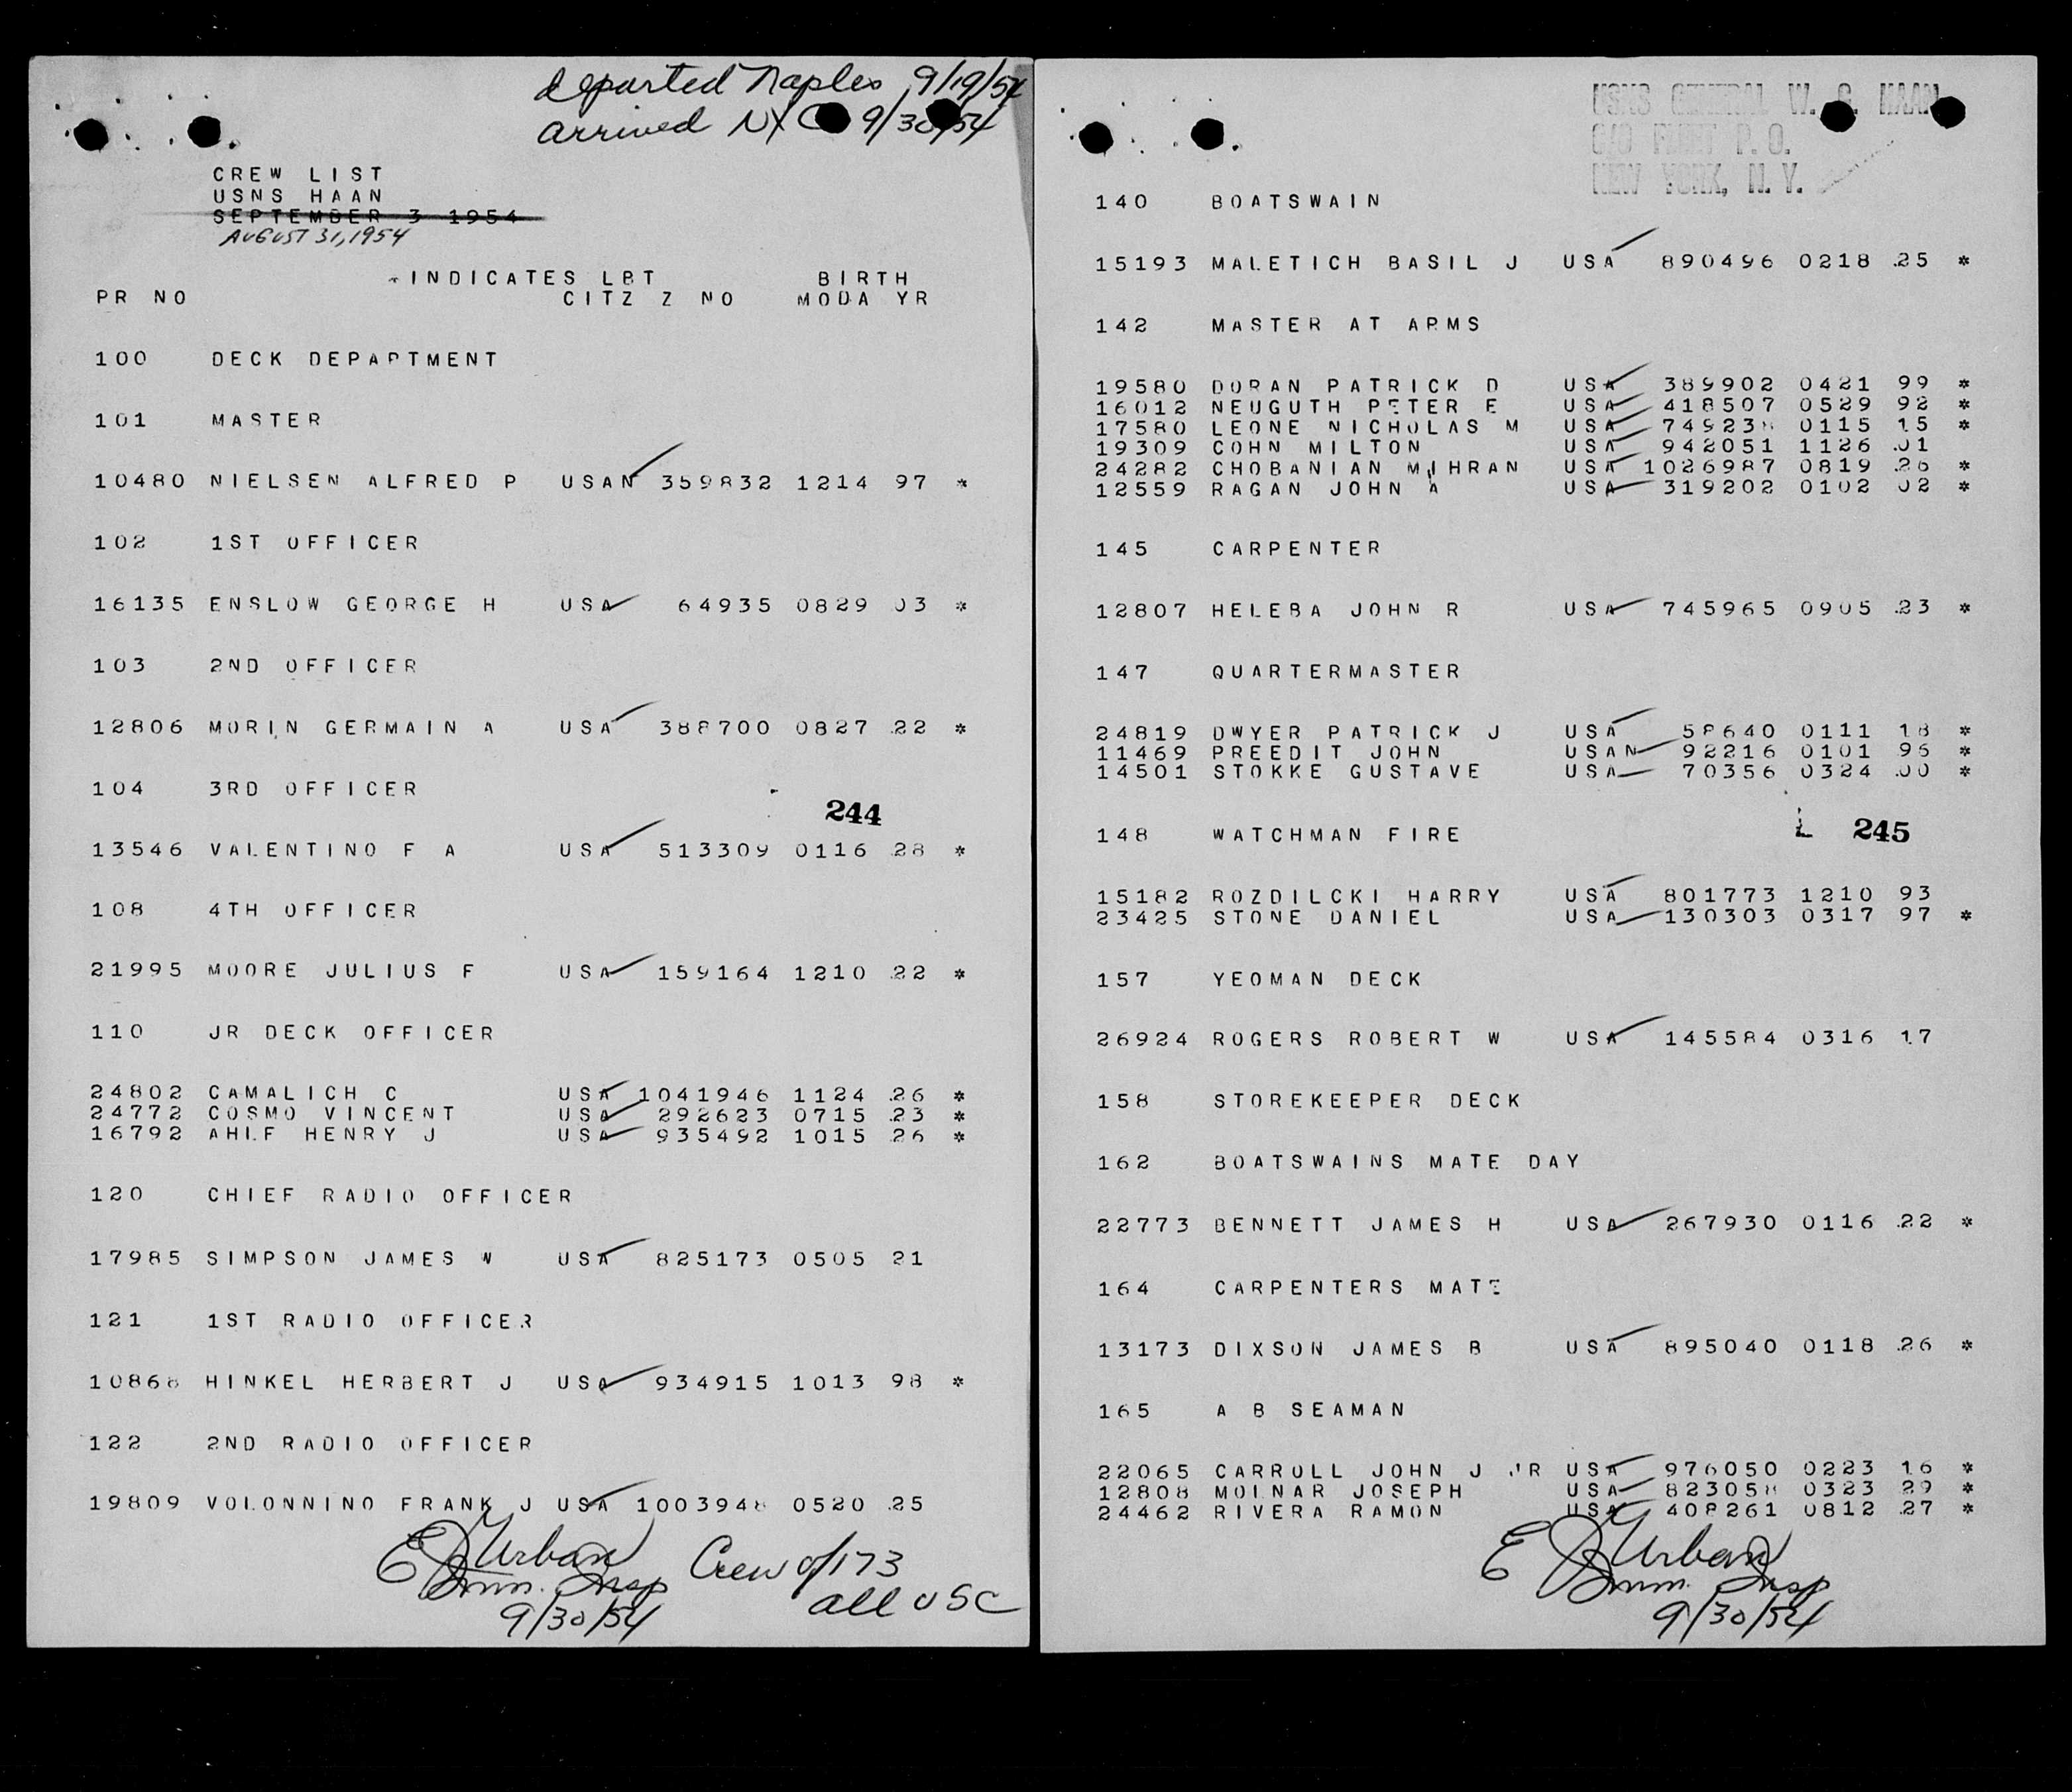 departed Naples 9/19/54
arrived NYC 9/30/54
CREW LIST
USNS HAAN
SEPTEMBER 3 1954
AUGUST 31, 1954
*INDICATES LBT BIRTH
PR NO CITZ Z NO MODA YR
100 DECK DEPARTMENT
101 MASTER
10480 NIELSEN ALFRED P USAN 359832 1214 97 *
102 1ST OFFICER
16135 ENSLOW GEORGE H USA 64935 0829 03 *
103 2ND OFFICER
12806 MORIN GERMAIN A USA 388700 0827 22 *
104 3RD OFFICER
244
13546 VALENTINO F A USA 513309 0116 28 *
108 4TH OFFICER
21995 MOORE JULIUS F USA 159164 1210 22 *
110 JR DECK OFFICER
24802 CAMALICH C USA 1041946 1124 26 *
24772 COSMO VINCENT USA 292623 0715 23 *
16792 AHLF HENRY J USA 935492 1015 26 *
120 CHIEF RADIO OFFICER
17985 SIMPSON JAMES W USA 825173 0505 21
121 1ST RADIO OFFICER
10868 HINKEL HERBERT J USA 934915 1013 98 *
122 2ND RADIO OFFICER
19809 VOLONNINO FRANK J USA 1003948 0520 25
E Urban
Imm. Insp Crew of 173
9/30/54 all USC
USNS GENERAL W. G. HAAN
C/O FLEET P. O.
NEW YORK, N. Y.
140 BOATSWAIN
15193 MALETICH BASIL J USA 890496 0218 25 *
142 MASTER AT ARMS
19580 DORAN PATRICK D USA 389902 0421 99 *
16012 NEUGUTH PETER E USA 418507 0529 92 *
17580 LEONE NICHOLAS M USA 749238 0115 15 *
19309 COHN MILTON USA 942051 1126 01
24282 CHOBANIAN MIHRAN USA 1026987 0819 26 *
12559 RAGAN JOHN A USA 319202 0102 02 *
145 CARPENTER
12807 HELEBA JOHN R USA 745965 0905 23 *
147 QUARTERMASTER
24819 DWYER PATRICK J USA 58640 0111 18 *
11469 PREEDIT JOHN USAN 92216 0101 96 *
14501 STOKKE GUSTAVE USA 70356 0324 00 *
148 WATCHMAN FIRE
245
15182 ROZDILCKI HARRY USA 801773 1210 93
23425 STONE DANIEL USA 130303 0317 97 *
157 YEOMAN DECK
26924 ROGERS ROBERT W USA 145584 0316 17
158 STOREKEEPER DECK
162 BOATSWAINS MATE DAY
22773 BENNETT JAMES H USA 267930 0116 22 *
164 CARPENTERS MATE
13173 DIXSON JAMES B USA 895040 0118 26 *
165 A B SEAMAN
22065 CARROLL JOHN J JR USA 976050 0223 16 *
12808 MOLNAR JOSEPH USA 823058 0323 29 *
24462 RIVERA RAMON USA 408261 0812 27 *
E Urban
Imm. Insp
9/30/54